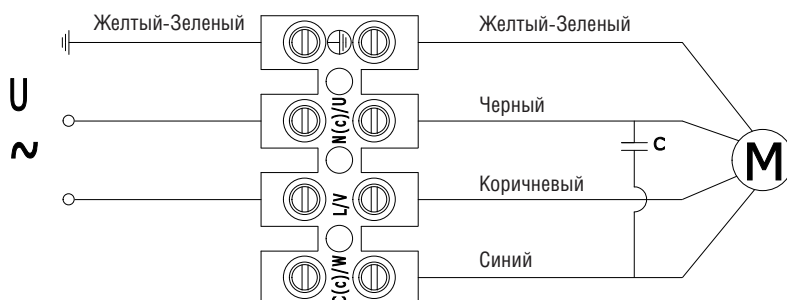 Желтый-Зеленый
Желтый-Зеленый
U
~
N(c)/U
Черный
C
M
L/V
Коричневый
C(c)/W
Синий